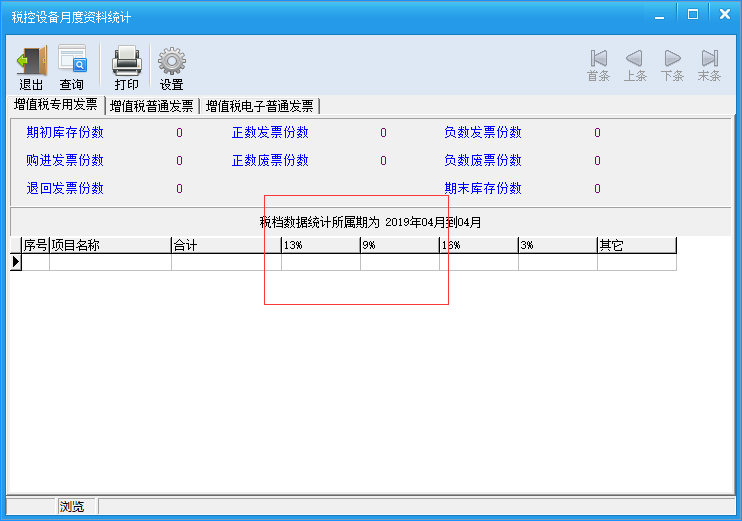 税控设备月度资料统计
退出 查询 打印 设置 首条 上条 下条 末条
增值税专用发票 增值税普通发票 增值税电子普通发票
期初库存份数 0 正数发票份数 0 负数发票份数 0
购进发票份数 0 正数废票份数 0 负数废票份数 0
退回发票份数 0 期末库存份数 0
税档数据统计所属期为 2019年04月到04月
序号 项目名称 合计 13% 9% 16% 3% 其它
浏览